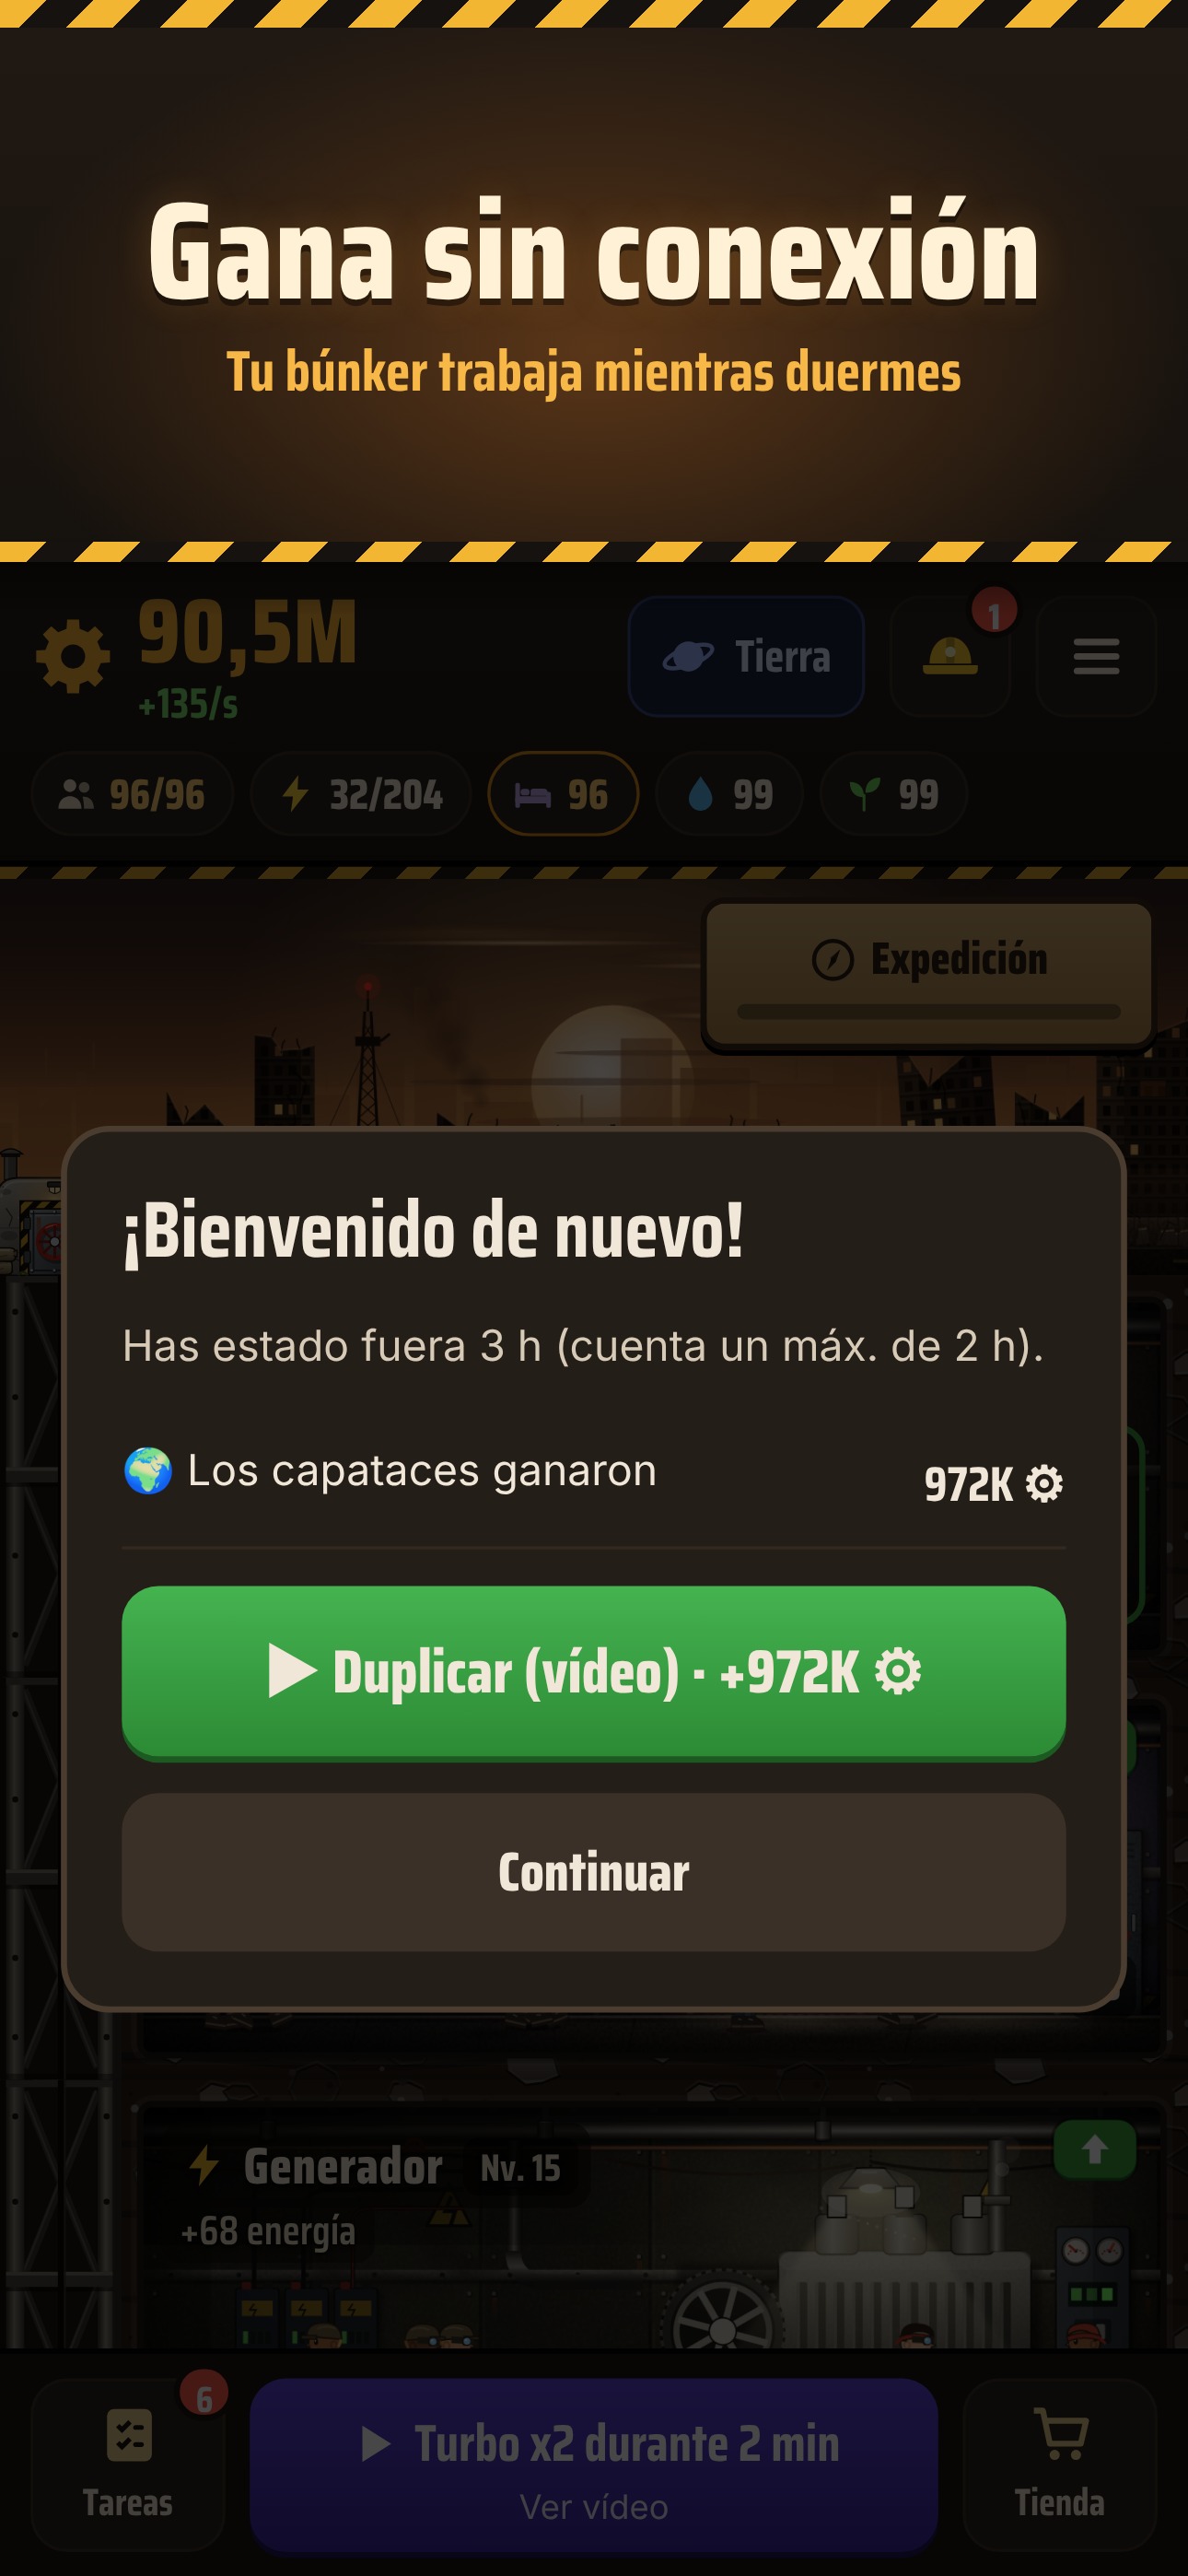 Gana sin conexión
Tu búnker trabaja mientras duermes
90,5M
+135/s
Tierra
1
96/96
32/204
96
99
99
Expedición
¡Bienvenido de nuevo!
Has estado fuera 3 h (cuenta un máx. de 2 h).
Los capataces ganaron
972K
Duplicar (vídeo) · +972K
Continuar
Generador
Nv. 15
+68 energía
6
Tareas
Turbo x2 durante 2 min
Ver vídeo
Tienda